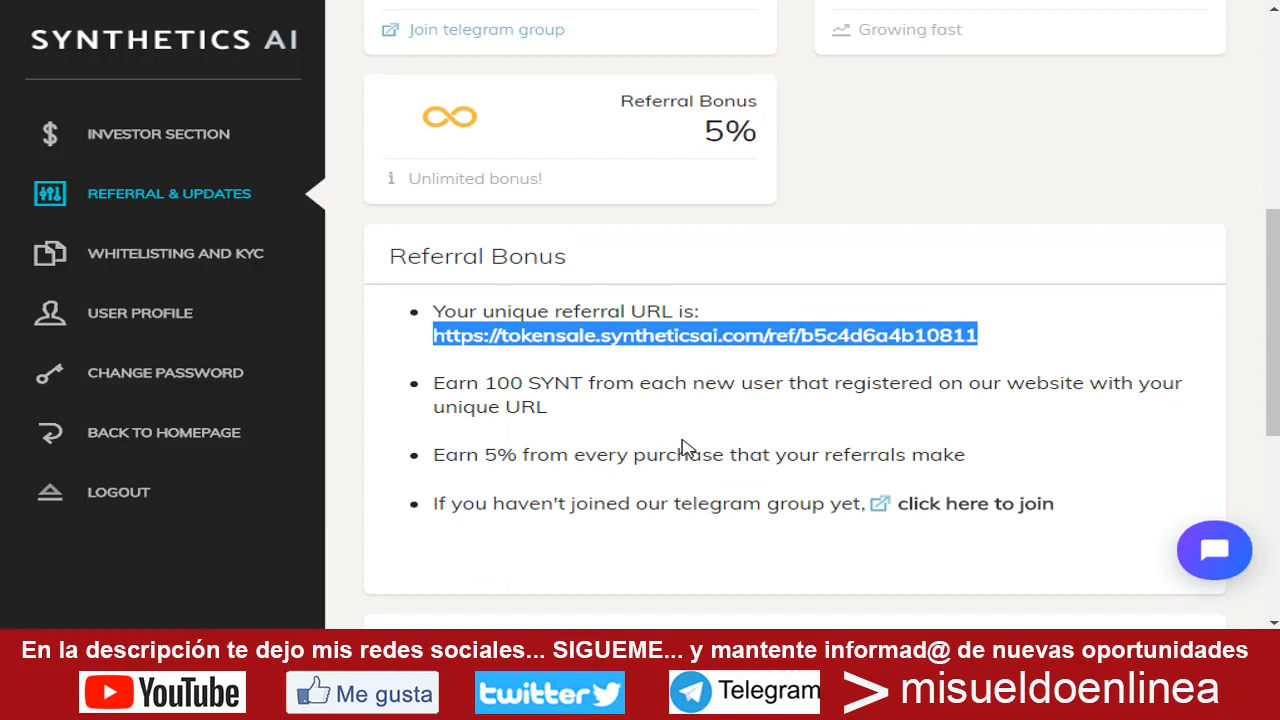 SYNTHETICS AI
INVESTOR SECTION
REFERRAL & UPDATES
WHITELISTING AND KYC
USER PROFILE
CHANGE PASSWORD
BACK TO HOMEPAGE
LOGOUT
Join telegram group
Growing fast
Referral Bonus
5%
Unlimited bonus!
Referral Bonus
Your unique referral URL is:
https://tokensale.syntheticsai.com/ref/b5c4d6a4b10811
Earn 100 SYNT from each new user that registered on our website with your
unique URL
Earn 5% from every purchase that your referrals make
If you haven't joined our telegram group yet, click here to join
En la descripción te dejo mis redes sociales... SIGUEME... y mantente informad@ de nuevas oportunidades
YouTube
Me gusta
twitter
Telegram
> misueldoenlinea